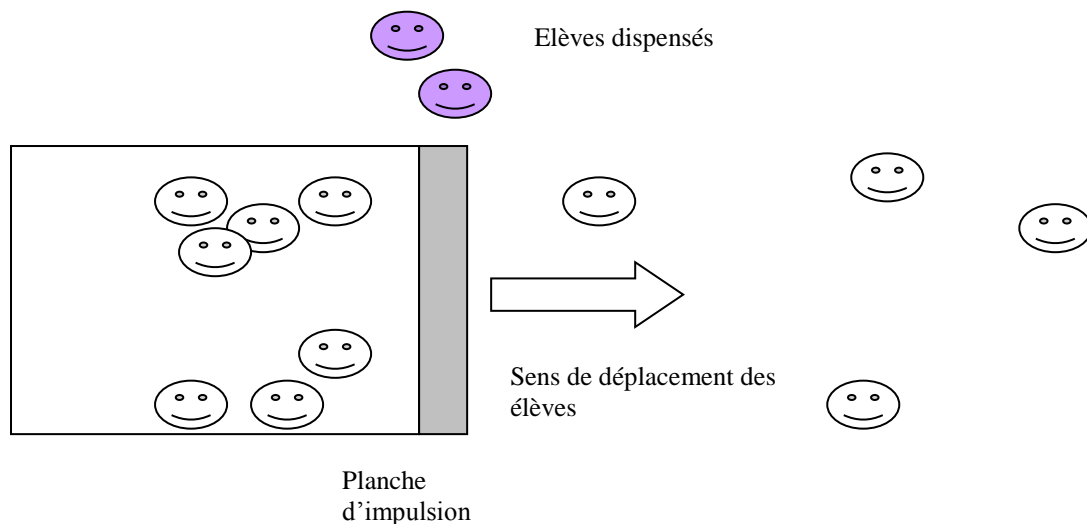 Elèves dispensés
Sens de déplacement des
élèves
Planche
d'impulsion